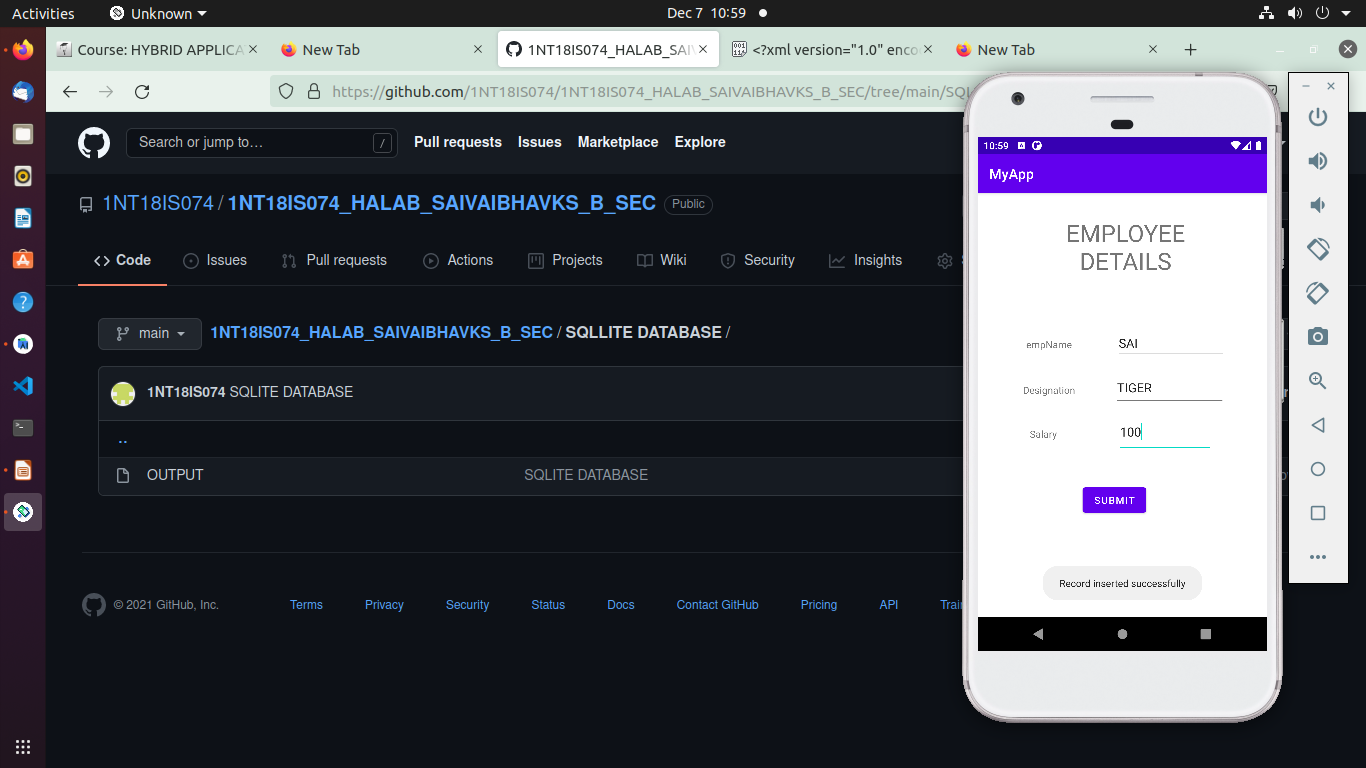 Activities
Unknown
Dec 7 10:59
Course: HYBRID APPLICA
New Tab
1NT18IS074_HALAB_SAI
<?xml version="1.0" enco
New Tab
https://github.com/1NT18IS074/1NT18IS074_HALAB_SAIVAIBHAVKS_B_SEC/tree/main/SQL
Search or jump to…
/
Pull requests
Issues
Marketplace
Explore
1NT18IS074 / 1NT18IS074_HALAB_SAIVAIBHAVKS_B_SEC
Public
Code
Issues
Pull requests
Actions
Projects
Wiki
Security
Insights
main
1NT18IS074_HALAB_SAIVAIBHAVKS_B_SEC / SQLLITE DATABASE /
1NT18IS074 SQLITE DATABASE
..
OUTPUT
SQLITE DATABASE
© 2021 GitHub, Inc.
Terms
Privacy
Security
Status
Docs
Contact GitHub
Pricing
API
Train
10:59
MyApp
EMPLOYEE
DETAILS
empName
SAI
Designation
TIGER
Salary
100
SUBMIT
Record inserted successfully